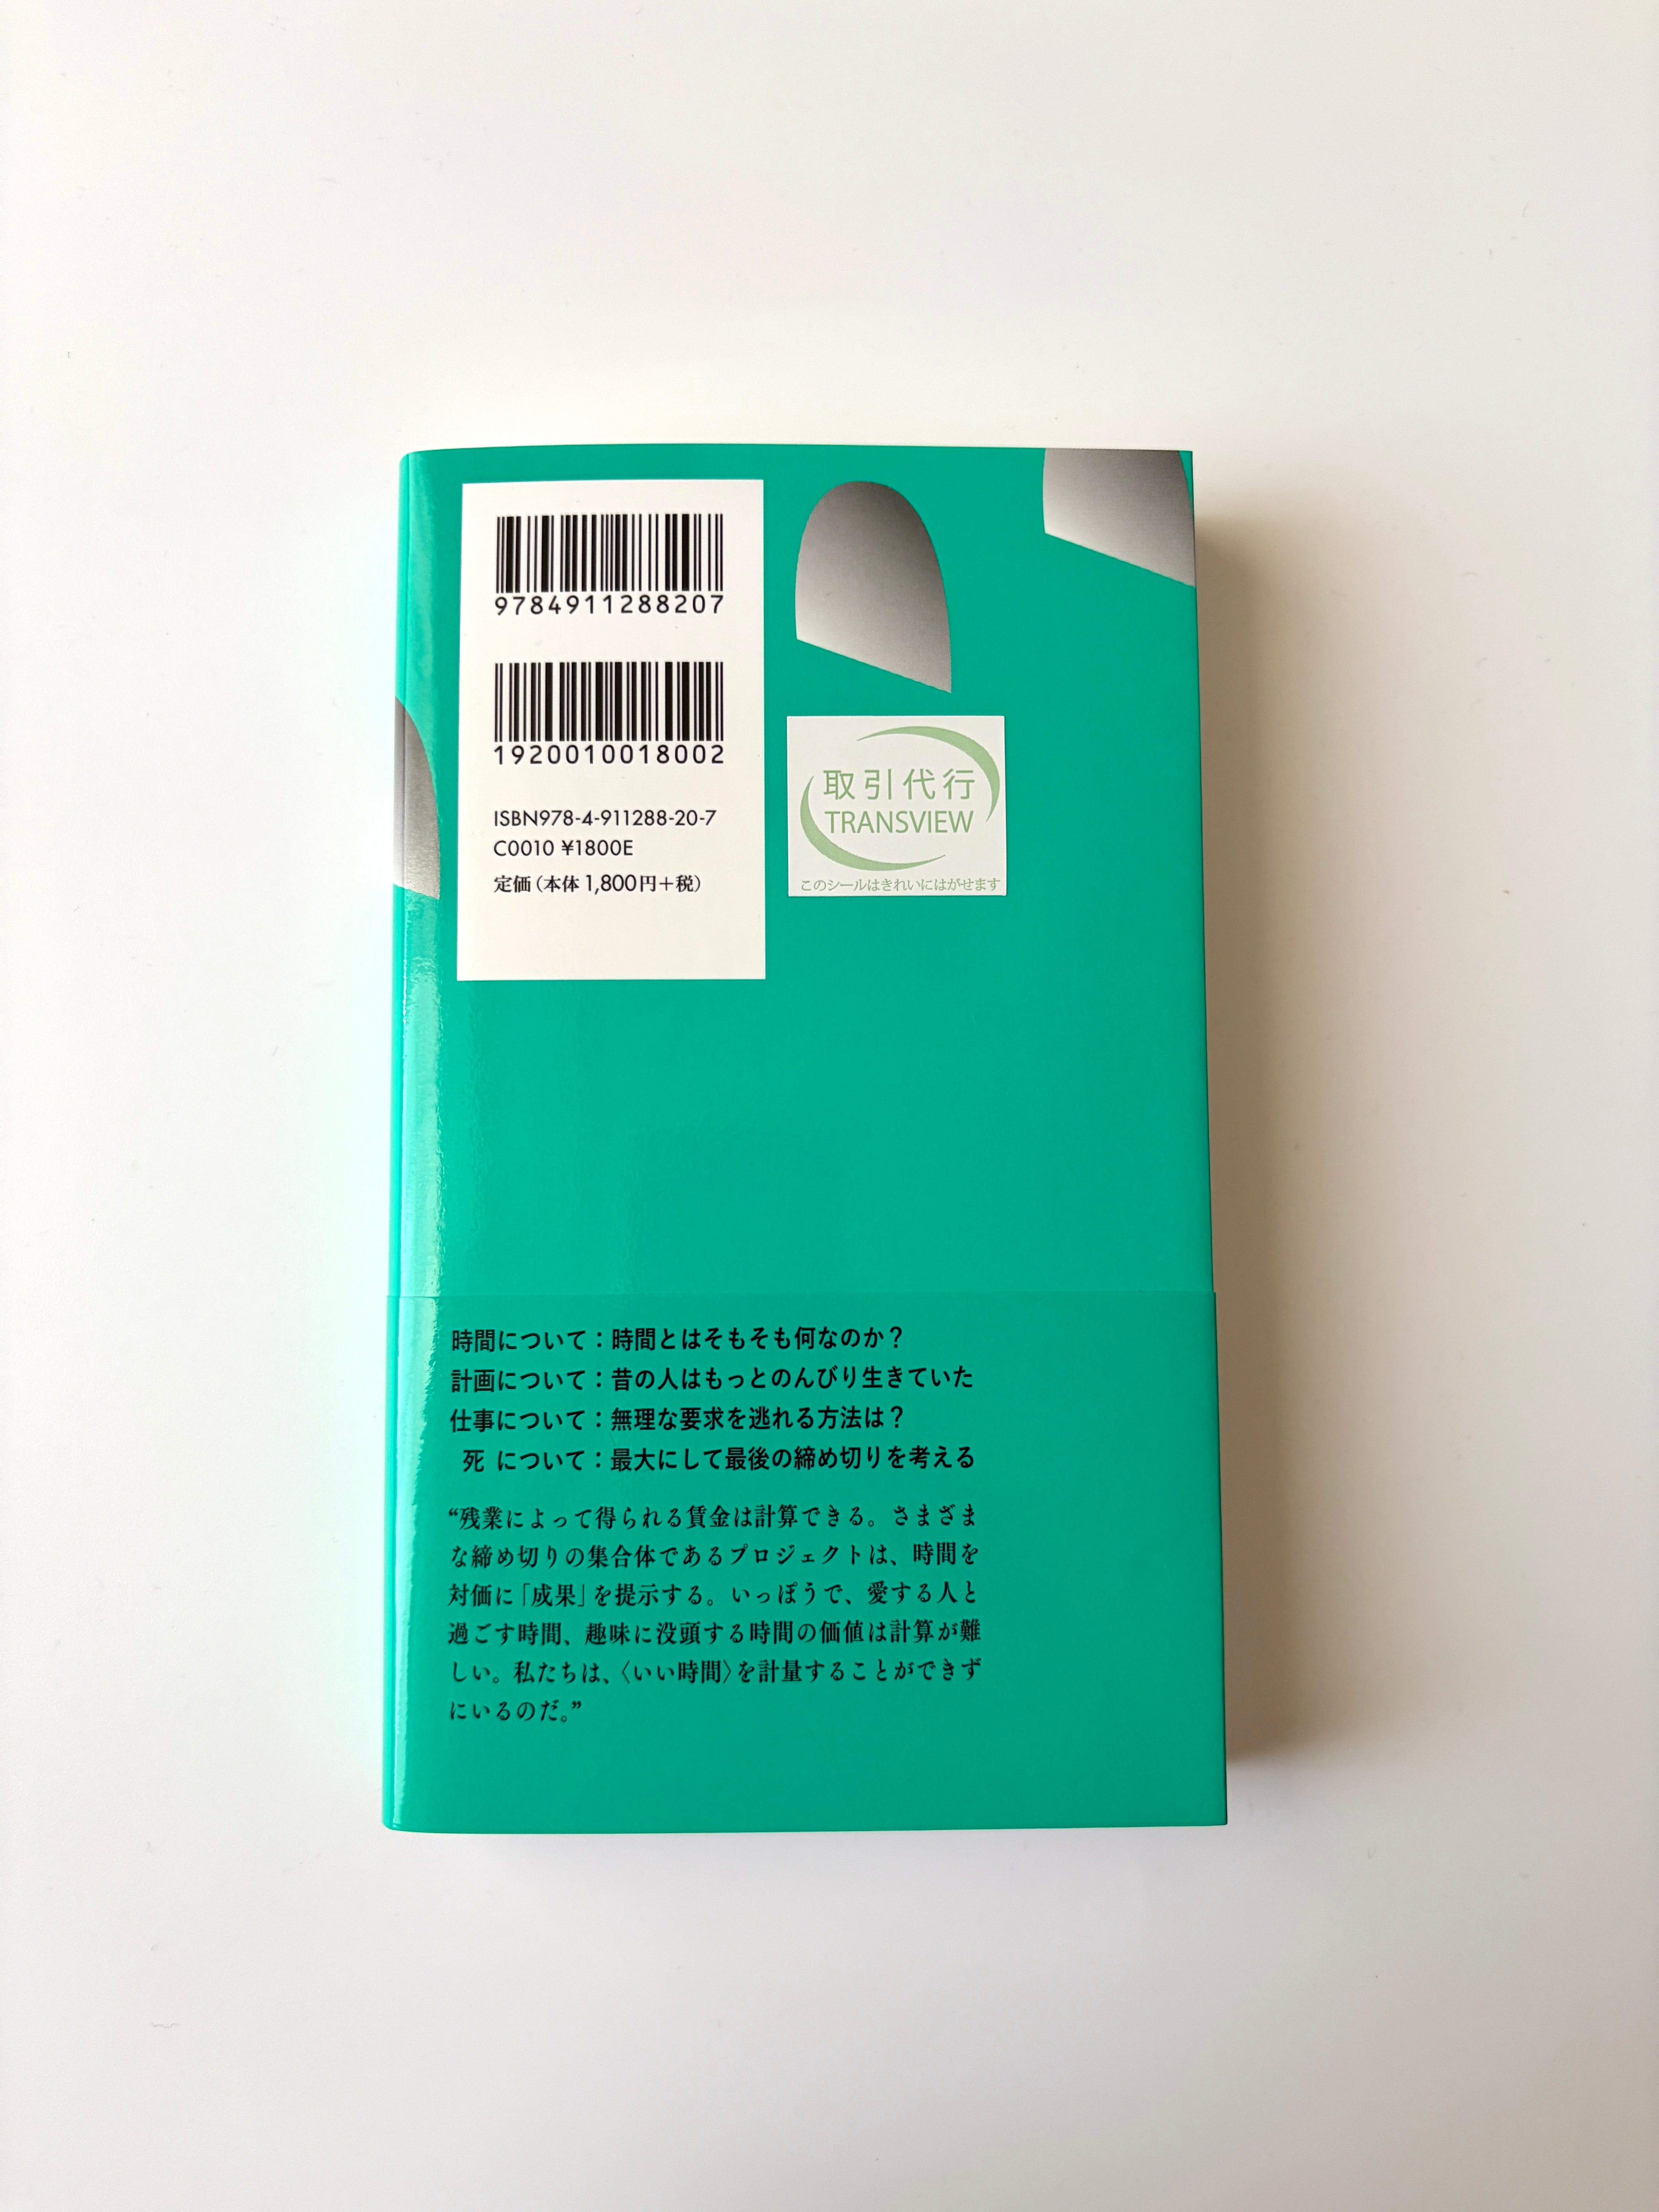 9784911288207
1920010018002
ISBN978-4-911288-20-7
C0010 ¥1800E
定価(本体1,800円+税)
取引代行
TRANSVIEW
このシールはきれいにはがせます
時間について:時間とはそもそも何なのか?
計画について:昔の人はもっとのんびり生きていた
仕事について:無理な要求を逃れる方法は?
死 について:最大にして最後の締め切りを考える
“残業によって得られる賃金は計算できる。さまざま
な締め切りの集合体であるプロジェクトは、時間を
対価に「成果」を提示する。いっぽうで、愛する人と
過ごす時間、趣味に没頭する時間の価値は計算が難
しい。私たちは、〈いい時間〉を計量することができず
にいるのだ。”